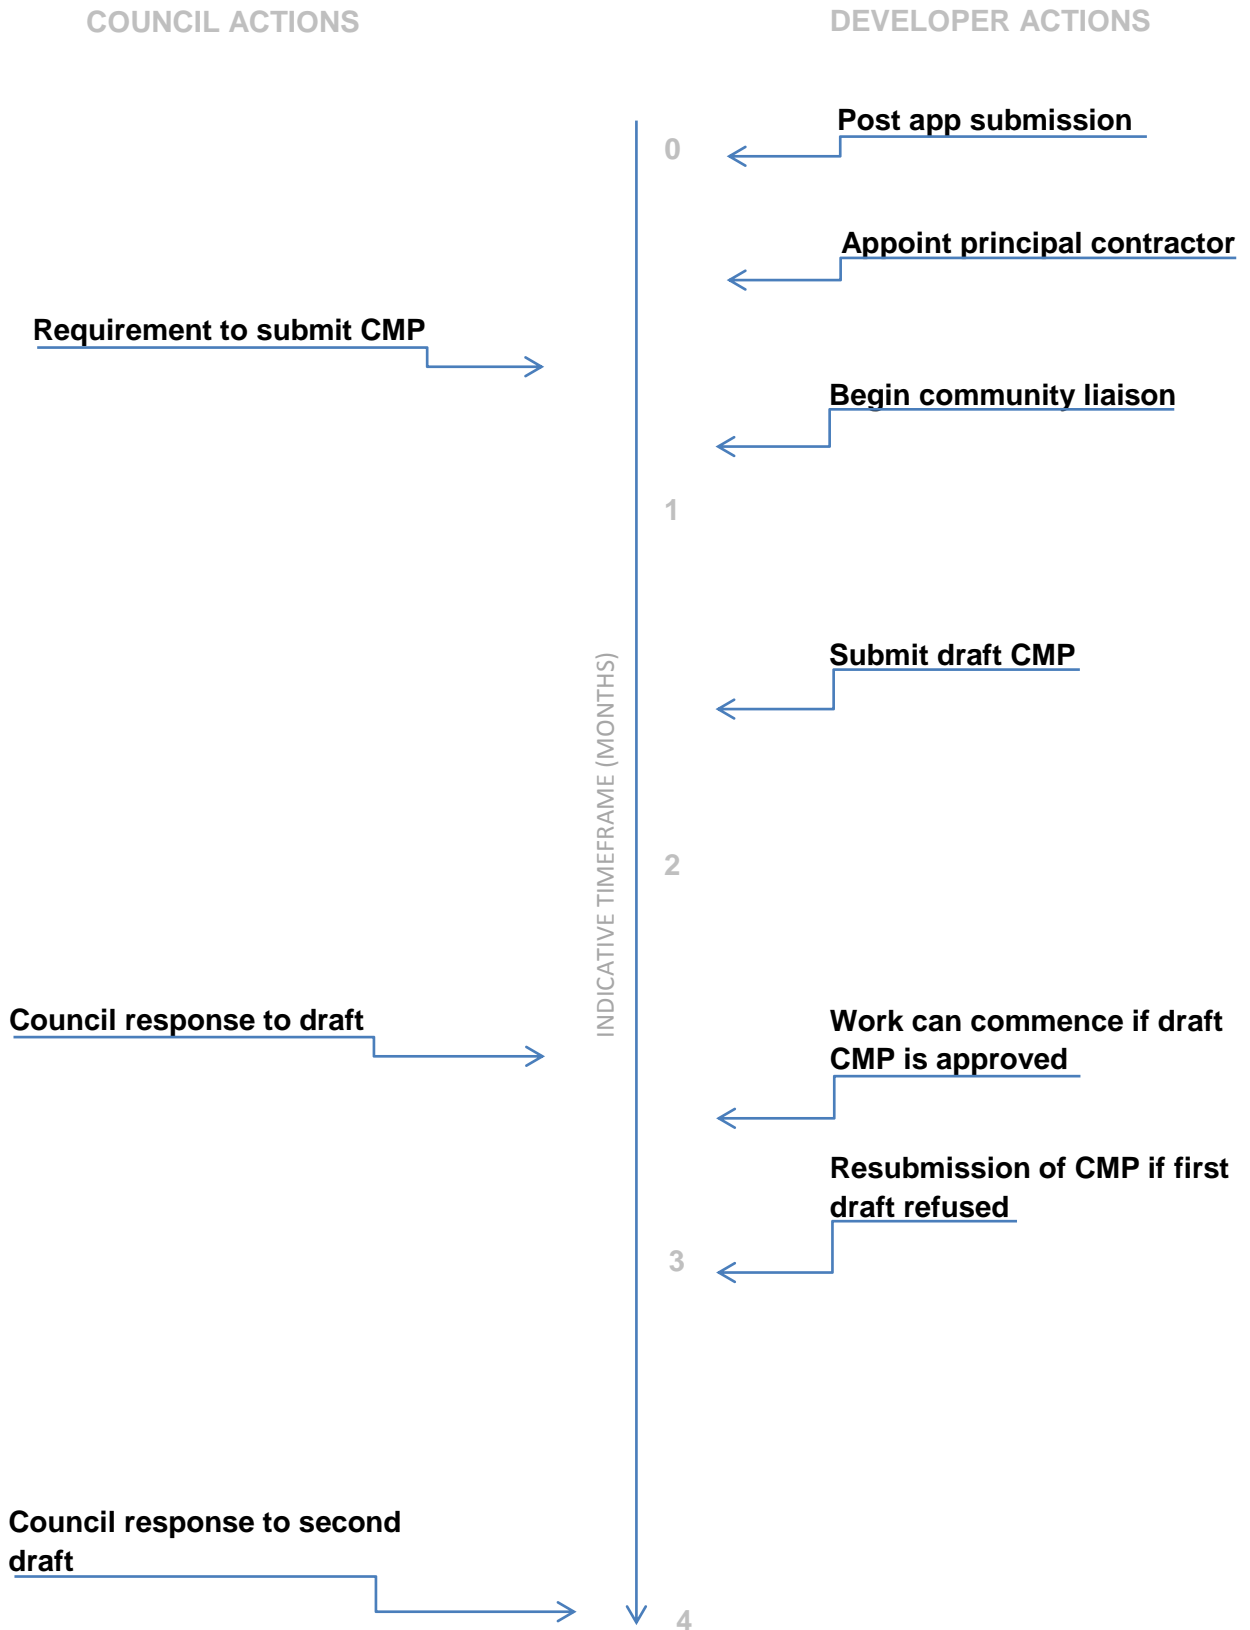 COUNCIL ACTIONS
DEVELOPER ACTIONS
Post app submission
0
Appoint principal contractor
Requirement to submit CMP
Begin community liaison
1
Submit draft CMP
INDICATIVE TIMEFRAME (MONTHS)
2
Council response to draft
Work can commence if draft
CMP is approved
Resubmission of CMP if first
draft refused
3
Council response to second
draft
4